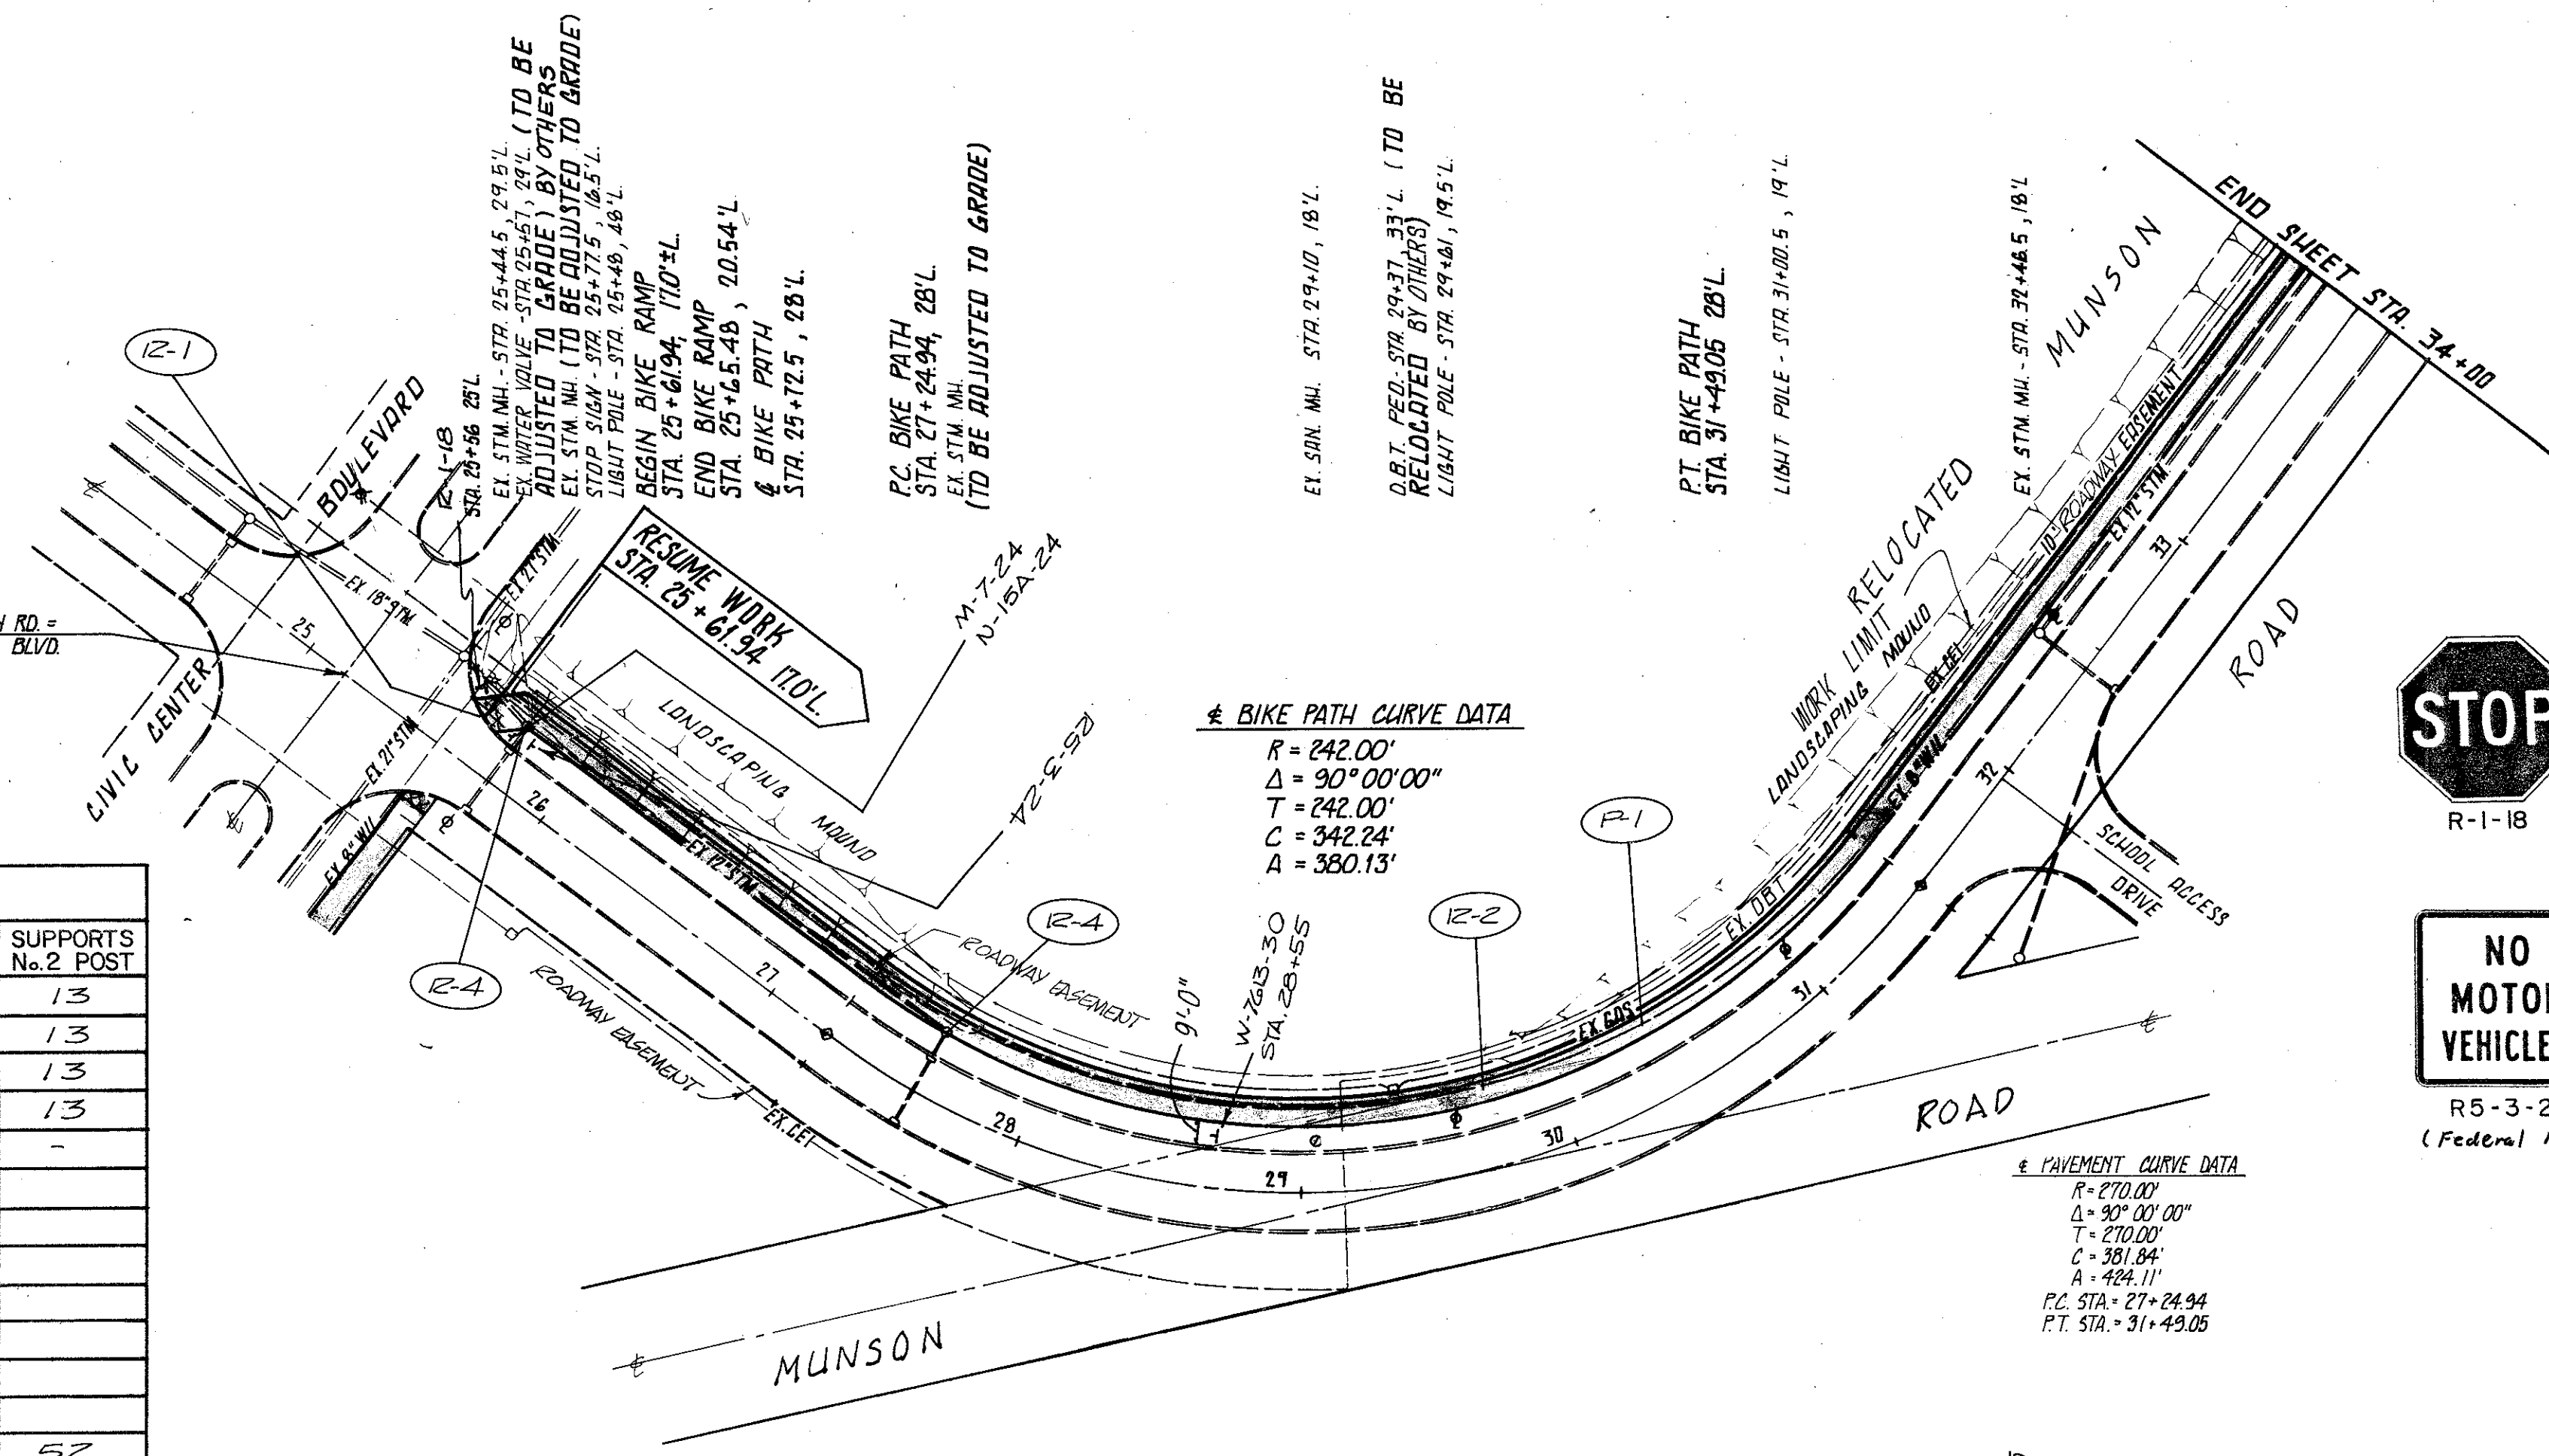 EX. STM. MH. - STA. 25+44.5, 29.5'L.
EX. WATER VALVE - STA. 25+57, 29'L. (TO BE
ADJUSTED TO GRADE) BY OTHERS
EX. STM. MH. (TO BE ADJUSTED TO GRADE)
STOP SIGN - STA. 25+77.5, 16.5'L.
LIGHT POLE - STA. 25+48, 48'L.
BEGIN BIKE RAMP
STA. 25+61.94, 17.0'±L.
END BIKE RAMP
STA. 25+65.48, 20.54'L
℄ BIKE PATH
STA. 25+72.5, 28'L.
P.C. BIKE PATH
STA. 27+24.94, 28'L.
EX. STM. MH.
(TO BE ADJUSTED TO GRADE)
EX. SAN. MH. STA. 29+10, 18'L.
O.B.T. PED.- STA. 29+37, 33'L. (TO BE
RELOCATED BY OTHERS)
LIGHT POLE - STA. 29+61, 19.5'L.
P.T. BIKE PATH
STA. 31+49.05 28'L.
LIGHT POLE - STA. 31+00.5, 19'L.
EX. STM. MH. - STA. 32+46.5, 18'L
END SHEET STA. 34+00
MUNSON
RELOCATED
ROAD
R-1
R-1-18
STA. 25+56 25'L.
BOULEVARD
CIVIC CENTER
RD. =
BLVD.
EX. 18" STM
EX. 27" STM
EX. 21" STM
EX. 8" W/L
25
26
27
28
29
30
31
32
33
RESUME WORK
STA. 25 + 61.94 17.0'L.
M-7-24
N-15A-24
R5-3-24
LANDSCAPING MOUND
EX. 12" STM
ROADWAY EASEMENT
ROADWAY EASEMENT
EX. CEI
R-4
R-4
R-2
P-1
9'-0"
W-76B-30
STA. 28+55
EX. GAS
EX. OBT
EX. 8" W/L
EX. CEI
10' ROADWAY EASEMENT
EX. 12" STM
WORK LIMIT
LANDSCAPING MOUND
SCHOOL ACCESS
DRIVE
℄ BIKE PATH CURVE DATA
R = 242.00'
Δ = 90° 00' 00"
T = 242.00'
C = 342.24'
A = 380.13'
℄ PAVEMENT CURVE DATA
R = 270.00'
Δ = 90° 00' 00"
T = 270.00'
C = 381.84'
A = 424.11'
P.C. STA. = 27+24.94
P.T. STA. = 31+49.05
MUNSON
ROAD
STOP
R-1-18
NO
MOTOR
VEHICLE
R5-3-2
(Federal
SUPPORTS
No.2 POST
13
13
13
13
-
52